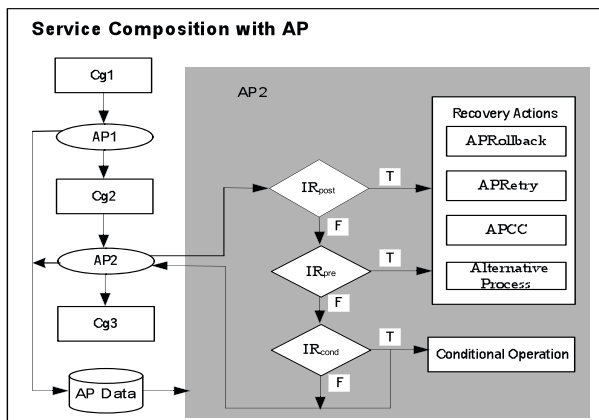 Service Composition with AP
Cg1
AP1
Cg2
AP2
Cg3
AP Data
AP2
IRpost
T
F
IRpre
T
F
IRcond
T
F
Recovery Actions
APRollback
APRetry
APCC
Alternative
Process
Conditional Operation